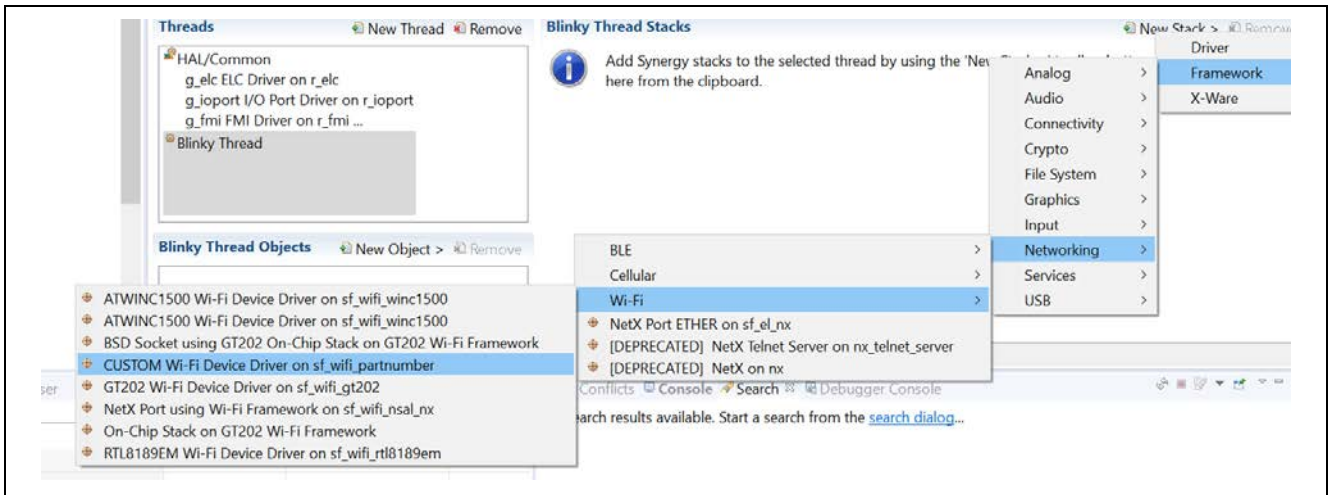 Threads
New Thread Remove
HAL/Common
g_elc ELC Driver on r_elc
g_ioport I/O Port Driver on r_ioport
g_fmi FMI Driver on r_fmi ...
Blinky Thread
Blinky Thread Objects
New Object > Remove
Blinky Thread Stacks
New Stack >
Add Synergy stacks to the selected thread by using the 'New
here from the clipboard.
Driver
Framework
X-Ware
Analog
Audio
Connectivity
Crypto
File System
Graphics
Input
Networking
Services
USB
BLE
Cellular
Wi-Fi
NetX Port ETHER on sf_el_nx
[DEPRECATED] NetX Telnet Server on nx_telnet_server
[DEPRECATED] NetX on nx
ATWINC1500 Wi-Fi Device Driver on sf_wifi_winc1500
ATWINC1500 Wi-Fi Device Driver on sf_wifi_winc1500
BSD Socket using GT202 On-Chip Stack on GT202 Wi-Fi Framework
CUSTOM Wi-Fi Device Driver on sf_wifi_partnumber
GT202 Wi-Fi Device Driver on sf_wifi_gt202
NetX Port using Wi-Fi Framework on sf_wifi_nsal_nx
On-Chip Stack on GT202 Wi-Fi Framework
RTL8189EM Wi-Fi Device Driver on sf_wifi_rtl8189em
Conflicts Console Search Debugger Console
results available. Start a search from the search dialog...